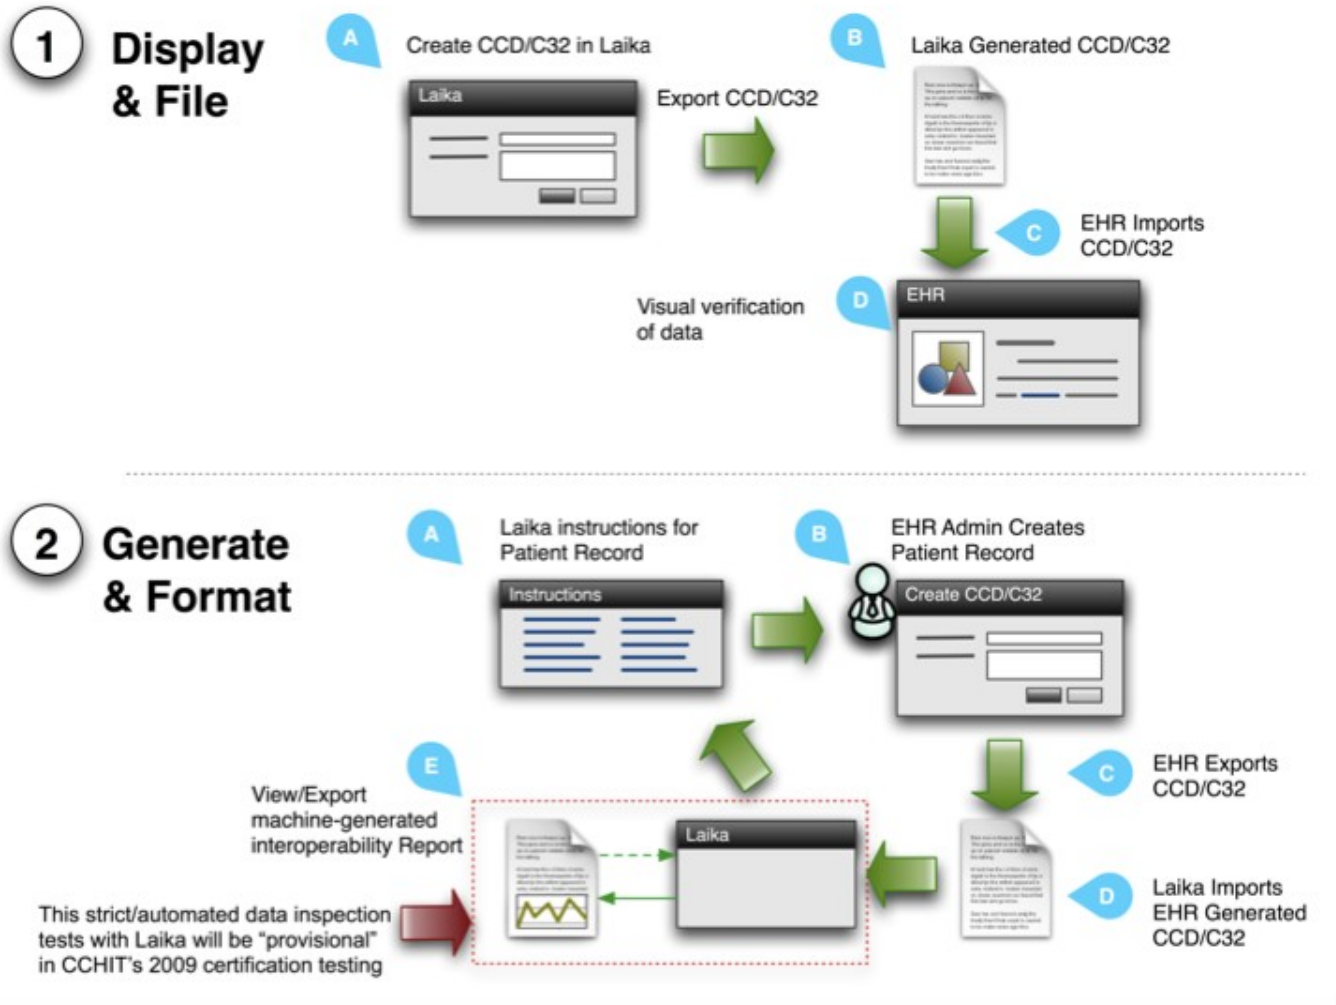 1
Display
& File
A
Create CCD/C32 in Laika
Laika
Export CCD/C32
B
Laika Generated CCD/C32
C
EHR Imports
CCD/C32
Visual verification
of data
D
EHR
2
Generate
& Format
A
Laika instructions for
Patient Record
Instructions
B
EHR Admin Creates
Patient Record
Create CCD/C32
C
EHR Exports
CCD/C32
D
Laika Imports
EHR Generated
CCD/C32
E
View/Export
machine-generated
interoperability Report
Laika
This strict/automated data inspection
tests with Laika will be “provisional”
in CCHIT's 2009 certification testing